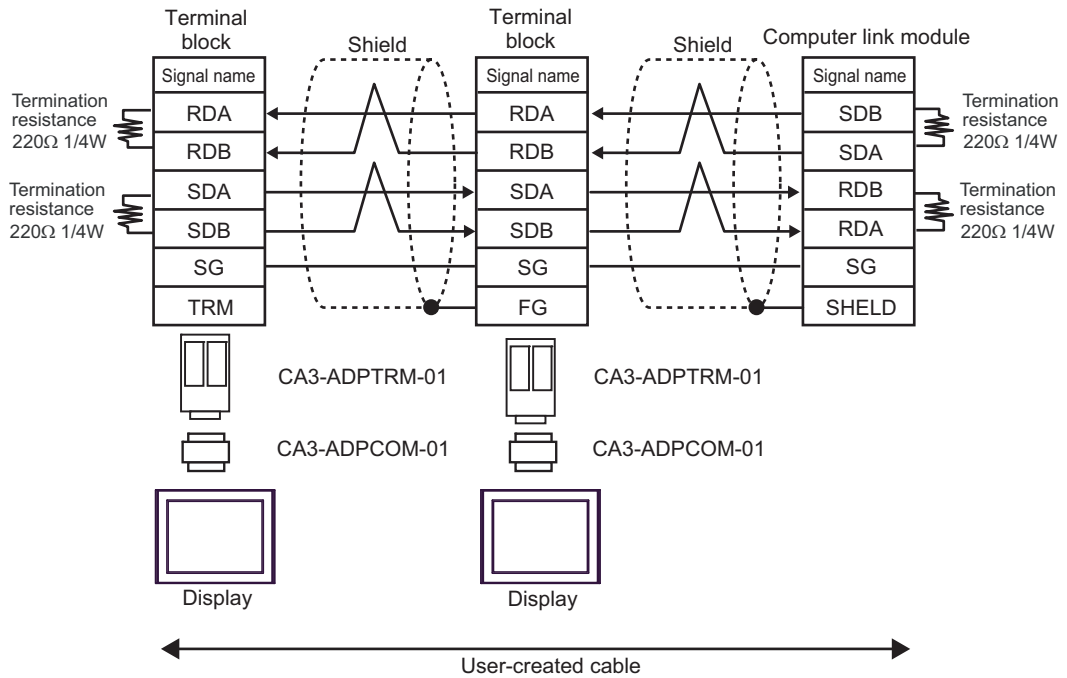 Terminal
block
Shield
Terminal
block
Shield
Computer link module
Signal name
Signal name
Signal name
Termination
resistance
220Ω 1/4W
RDA
RDA
SDB
Termination
resistance
220Ω 1/4W
RDB
RDB
SDA
Termination
resistance
220Ω 1/4W
SDA
SDA
RDB
Termination
resistance
220Ω 1/4W
SDB
SDB
RDA
SG
SG
SG
TRM
FG
SHELD
CA3-ADPTRM-01
CA3-ADPTRM-01
CA3-ADPCOM-01
CA3-ADPCOM-01
Display
Display
User-created cable